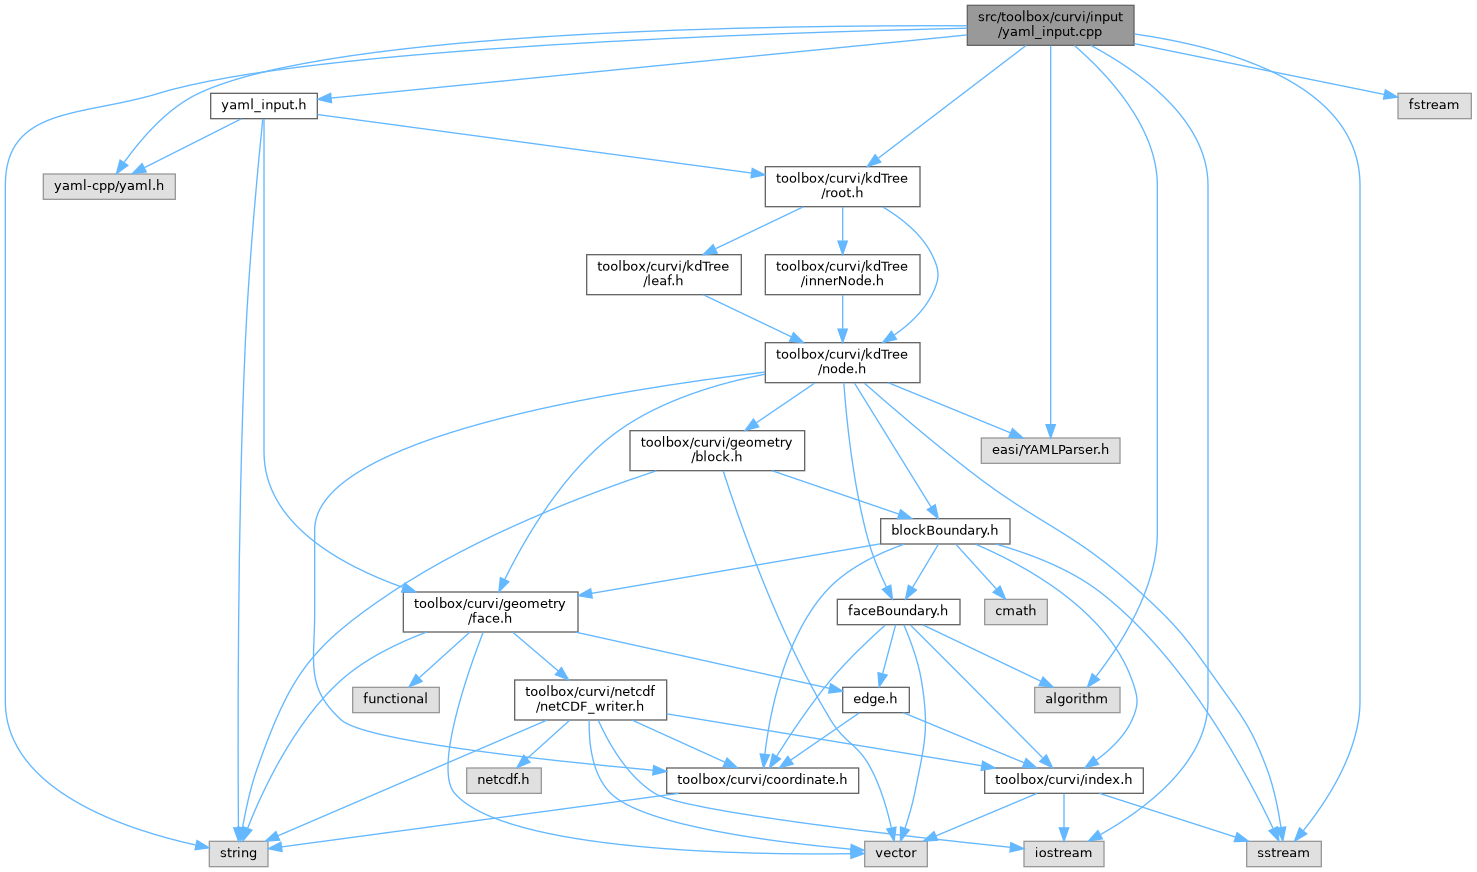 src/toolbox/curvi/input
/yaml_input.cpp
yaml_input.h
fstream
yaml-cpp/yaml.h
toolbox/curvi/kdTree
/root.h
toolbox/curvi/kdTree
/leaf.h
toolbox/curvi/kdTree
/innerNode.h
toolbox/curvi/kdTree
/node.h
toolbox/curvi/geometry
/block.h
easi/YAMLParser.h
blockBoundary.h
toolbox/curvi/geometry
/face.h
faceBoundary.h
cmath
functional
toolbox/curvi/netcdf
/netCDF_writer.h
edge.h
algorithm
netcdf.h
toolbox/curvi/coordinate.h
toolbox/curvi/index.h
string
vector
iostream
sstream